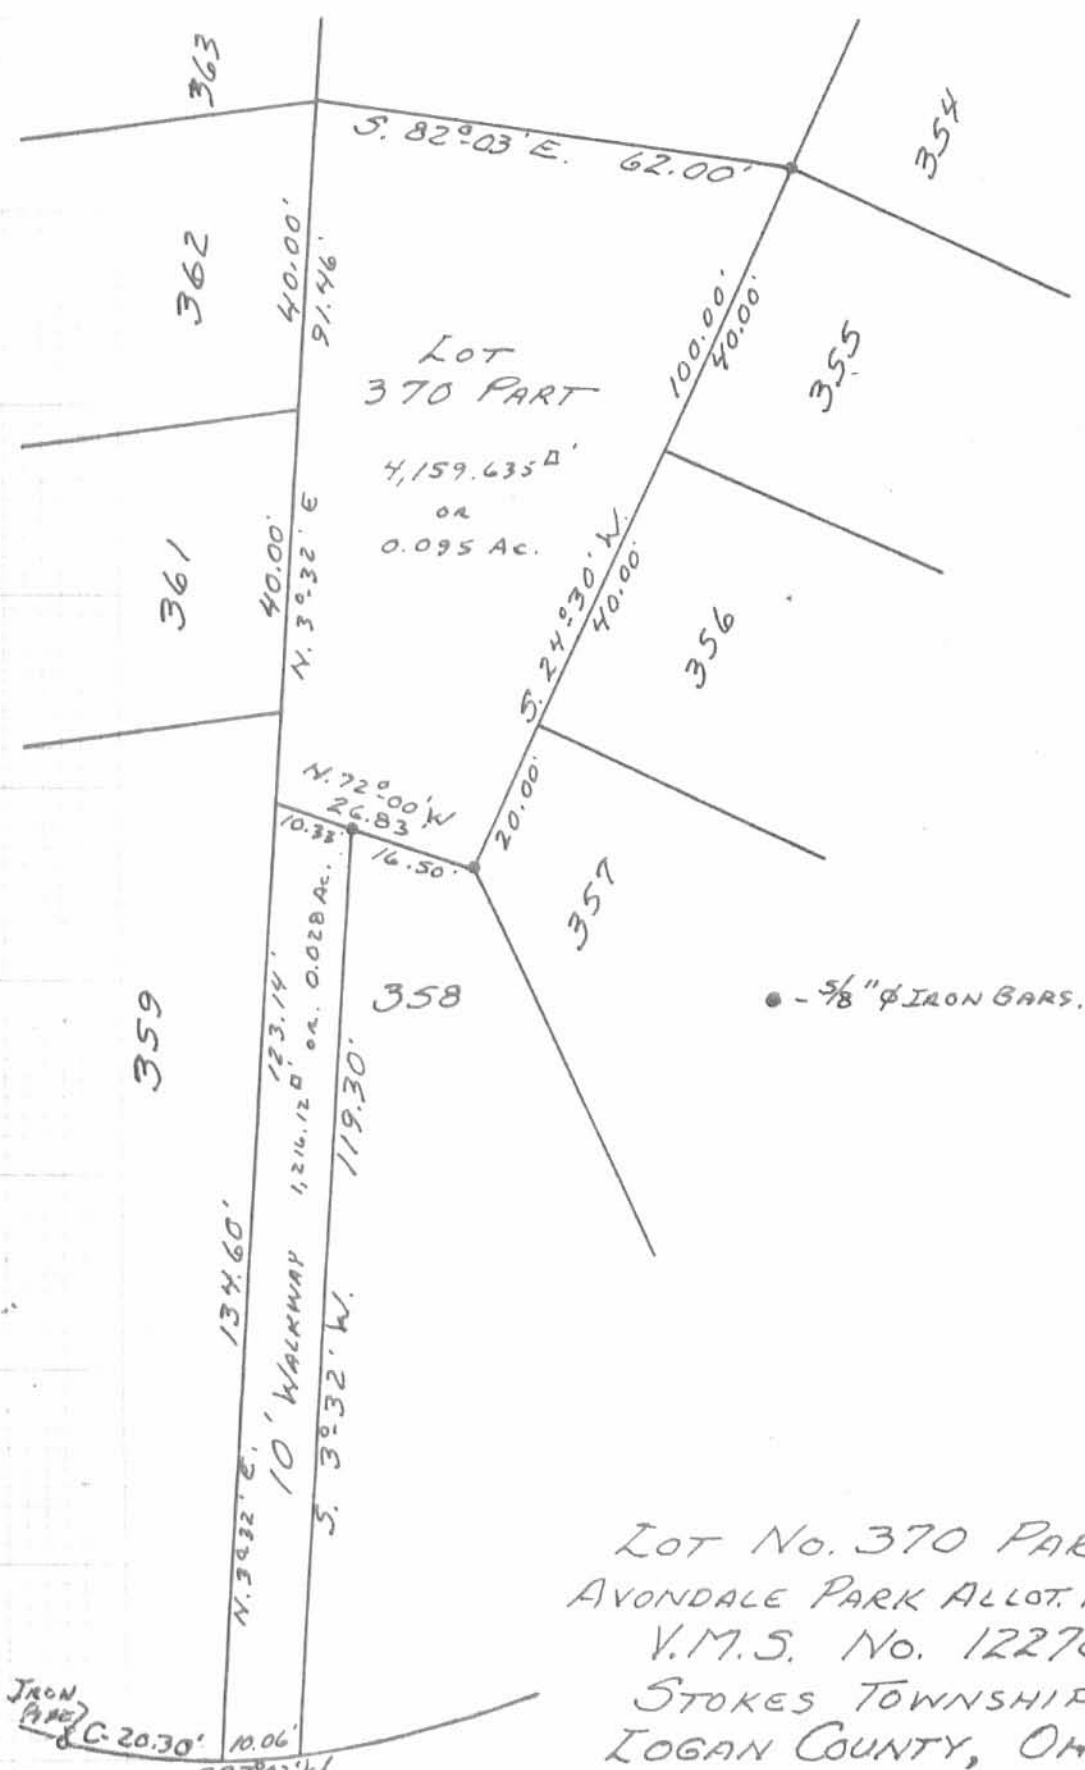 363
S. 82°-03' E. 62.00'
354
362
40.00'
91.46'
LOT
370 PART
4,159.635 □'
OR
0.095 AC.
100.00'
40.00'
355
361
40.00'
N. 3°-32' E
S. 24°-30' W.
40.00'
356
N. 72°-00' W
26.83
10.33'
16.50'
20.00'
357
359
358
● - 5/8" ϕ IRON BARS.
123.14'
1,216.12 □' OR. 0.028 AC.
119.30'
134.60'
10' WALKWAY
N. 3°-32' E.
S. 3°-32' W.
LOT No. 370 PAR
AVONDALE PARK ALLOT.
V.M.S. No. 1227
STOKES TOWNSHIP
LOGAN COUNTY, OH
IRON
PIPE
C-20.30'
10.06'